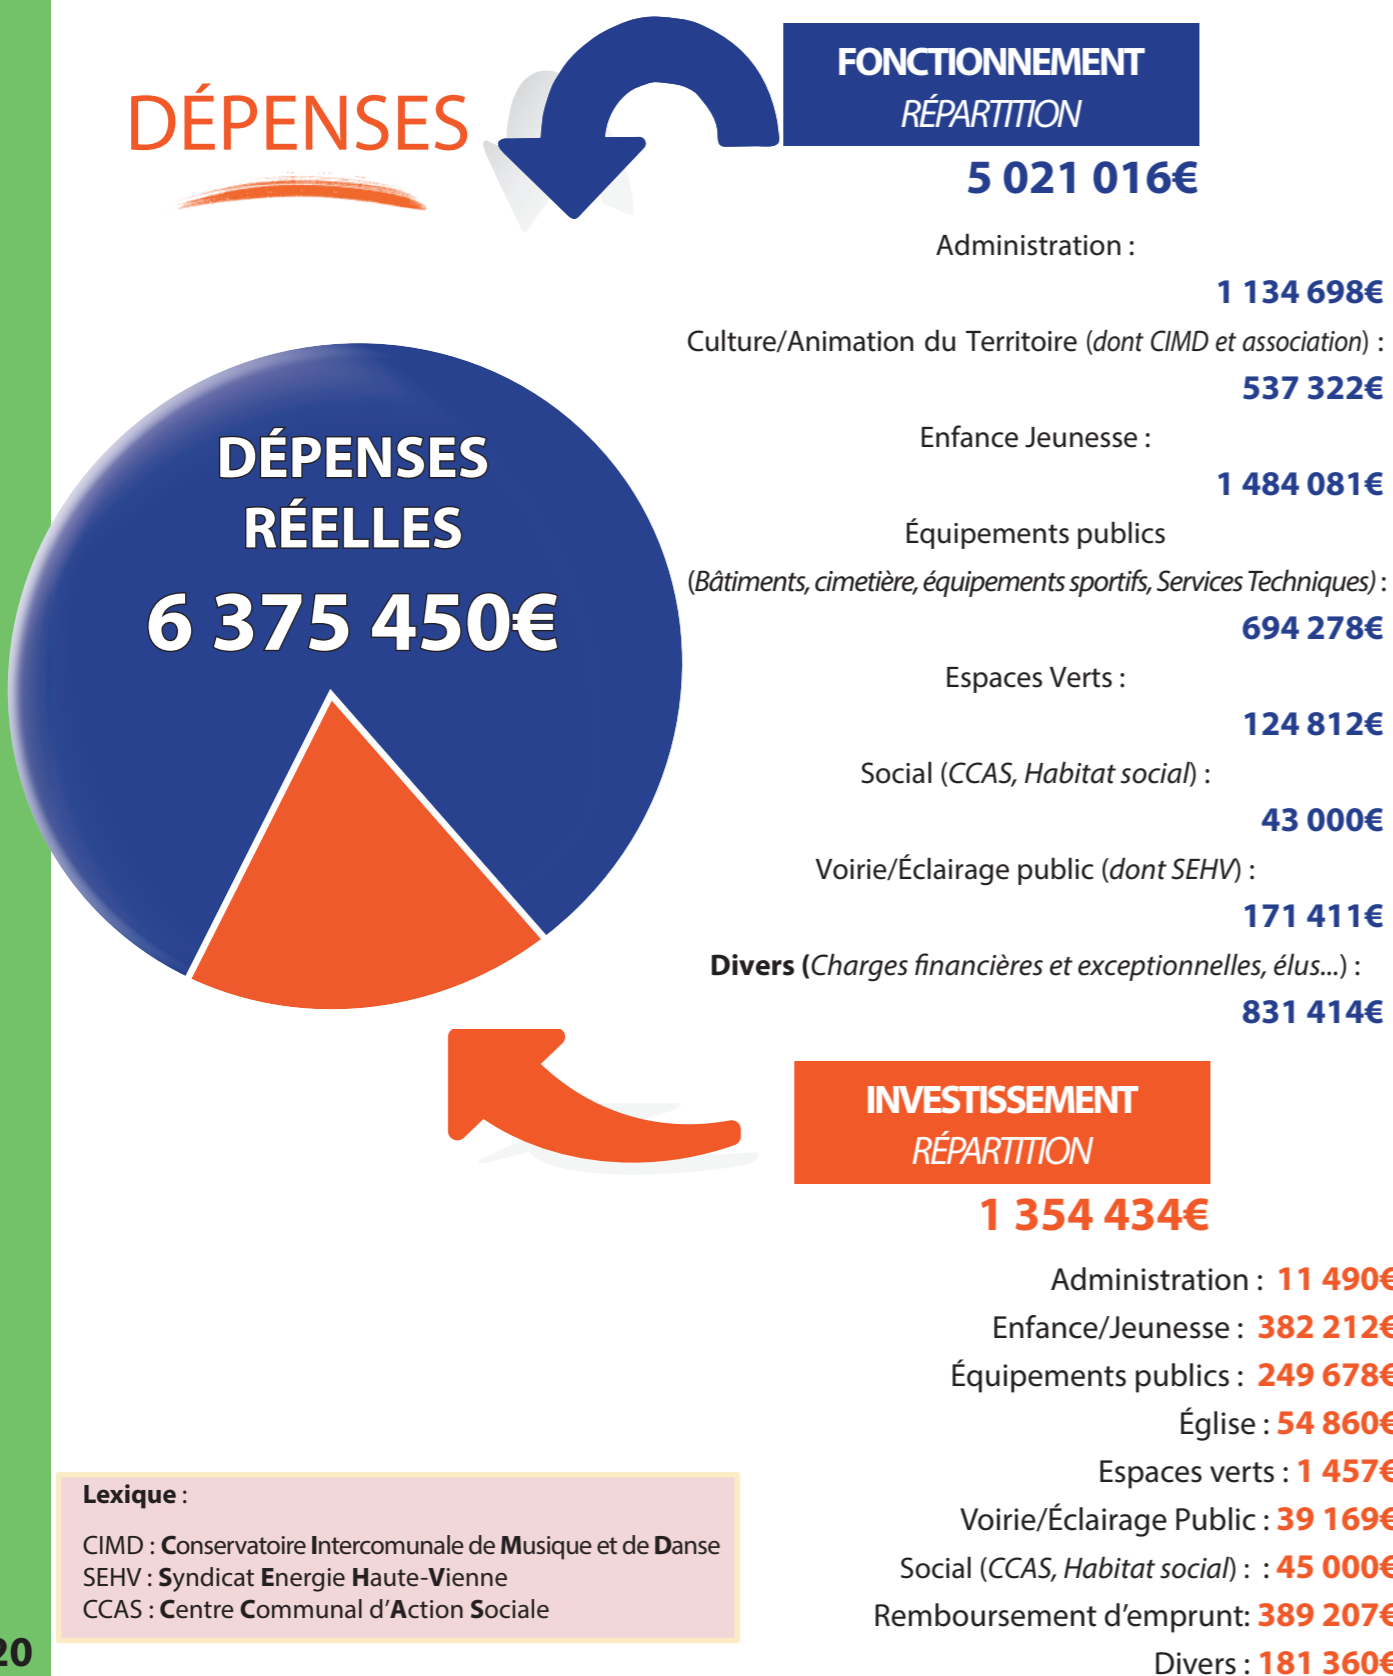 DÉPENSES
FONCTIONNEMENT
RÉPARTITION
5 021 016€
Administration :
1 134 698€
Culture/Animation du Territoire (dont CIMD et association) :
537 322€
Enfance Jeunesse :
1 484 081€
Équipements publics
(Bâtiments, cimetière, équipements sportifs, Services Techniques) :
694 278€
Espaces Verts :
124 812€
Social (CCAS, Habitat social) :
43 000€
Voirie/Éclairage public (dont SEHV) :
171 411€
Divers (Charges financières et exceptionnelles, élus...) :
831 414€
DÉPENSES
RÉELLES
6 375 450€
INVESTISSEMENT
RÉPARTITION
1 354 434€
Administration : 11 490€
Enfance/Jeunesse : 382 212€
Équipements publics : 249 678€
Église : 54 860€
Espaces verts : 1 457€
Voirie/Éclairage Public : 39 169€
Social (CCAS, Habitat social) : : 45 000€
Remboursement d'emprunt: 389 207€
Divers : 181 360€
Lexique :
CIMD : Conservatoire Intercomunale de Musique et de Danse
SEHV : Syndicat Energie Haute-Vienne
CCAS : Centre Communal d'Action Sociale
20